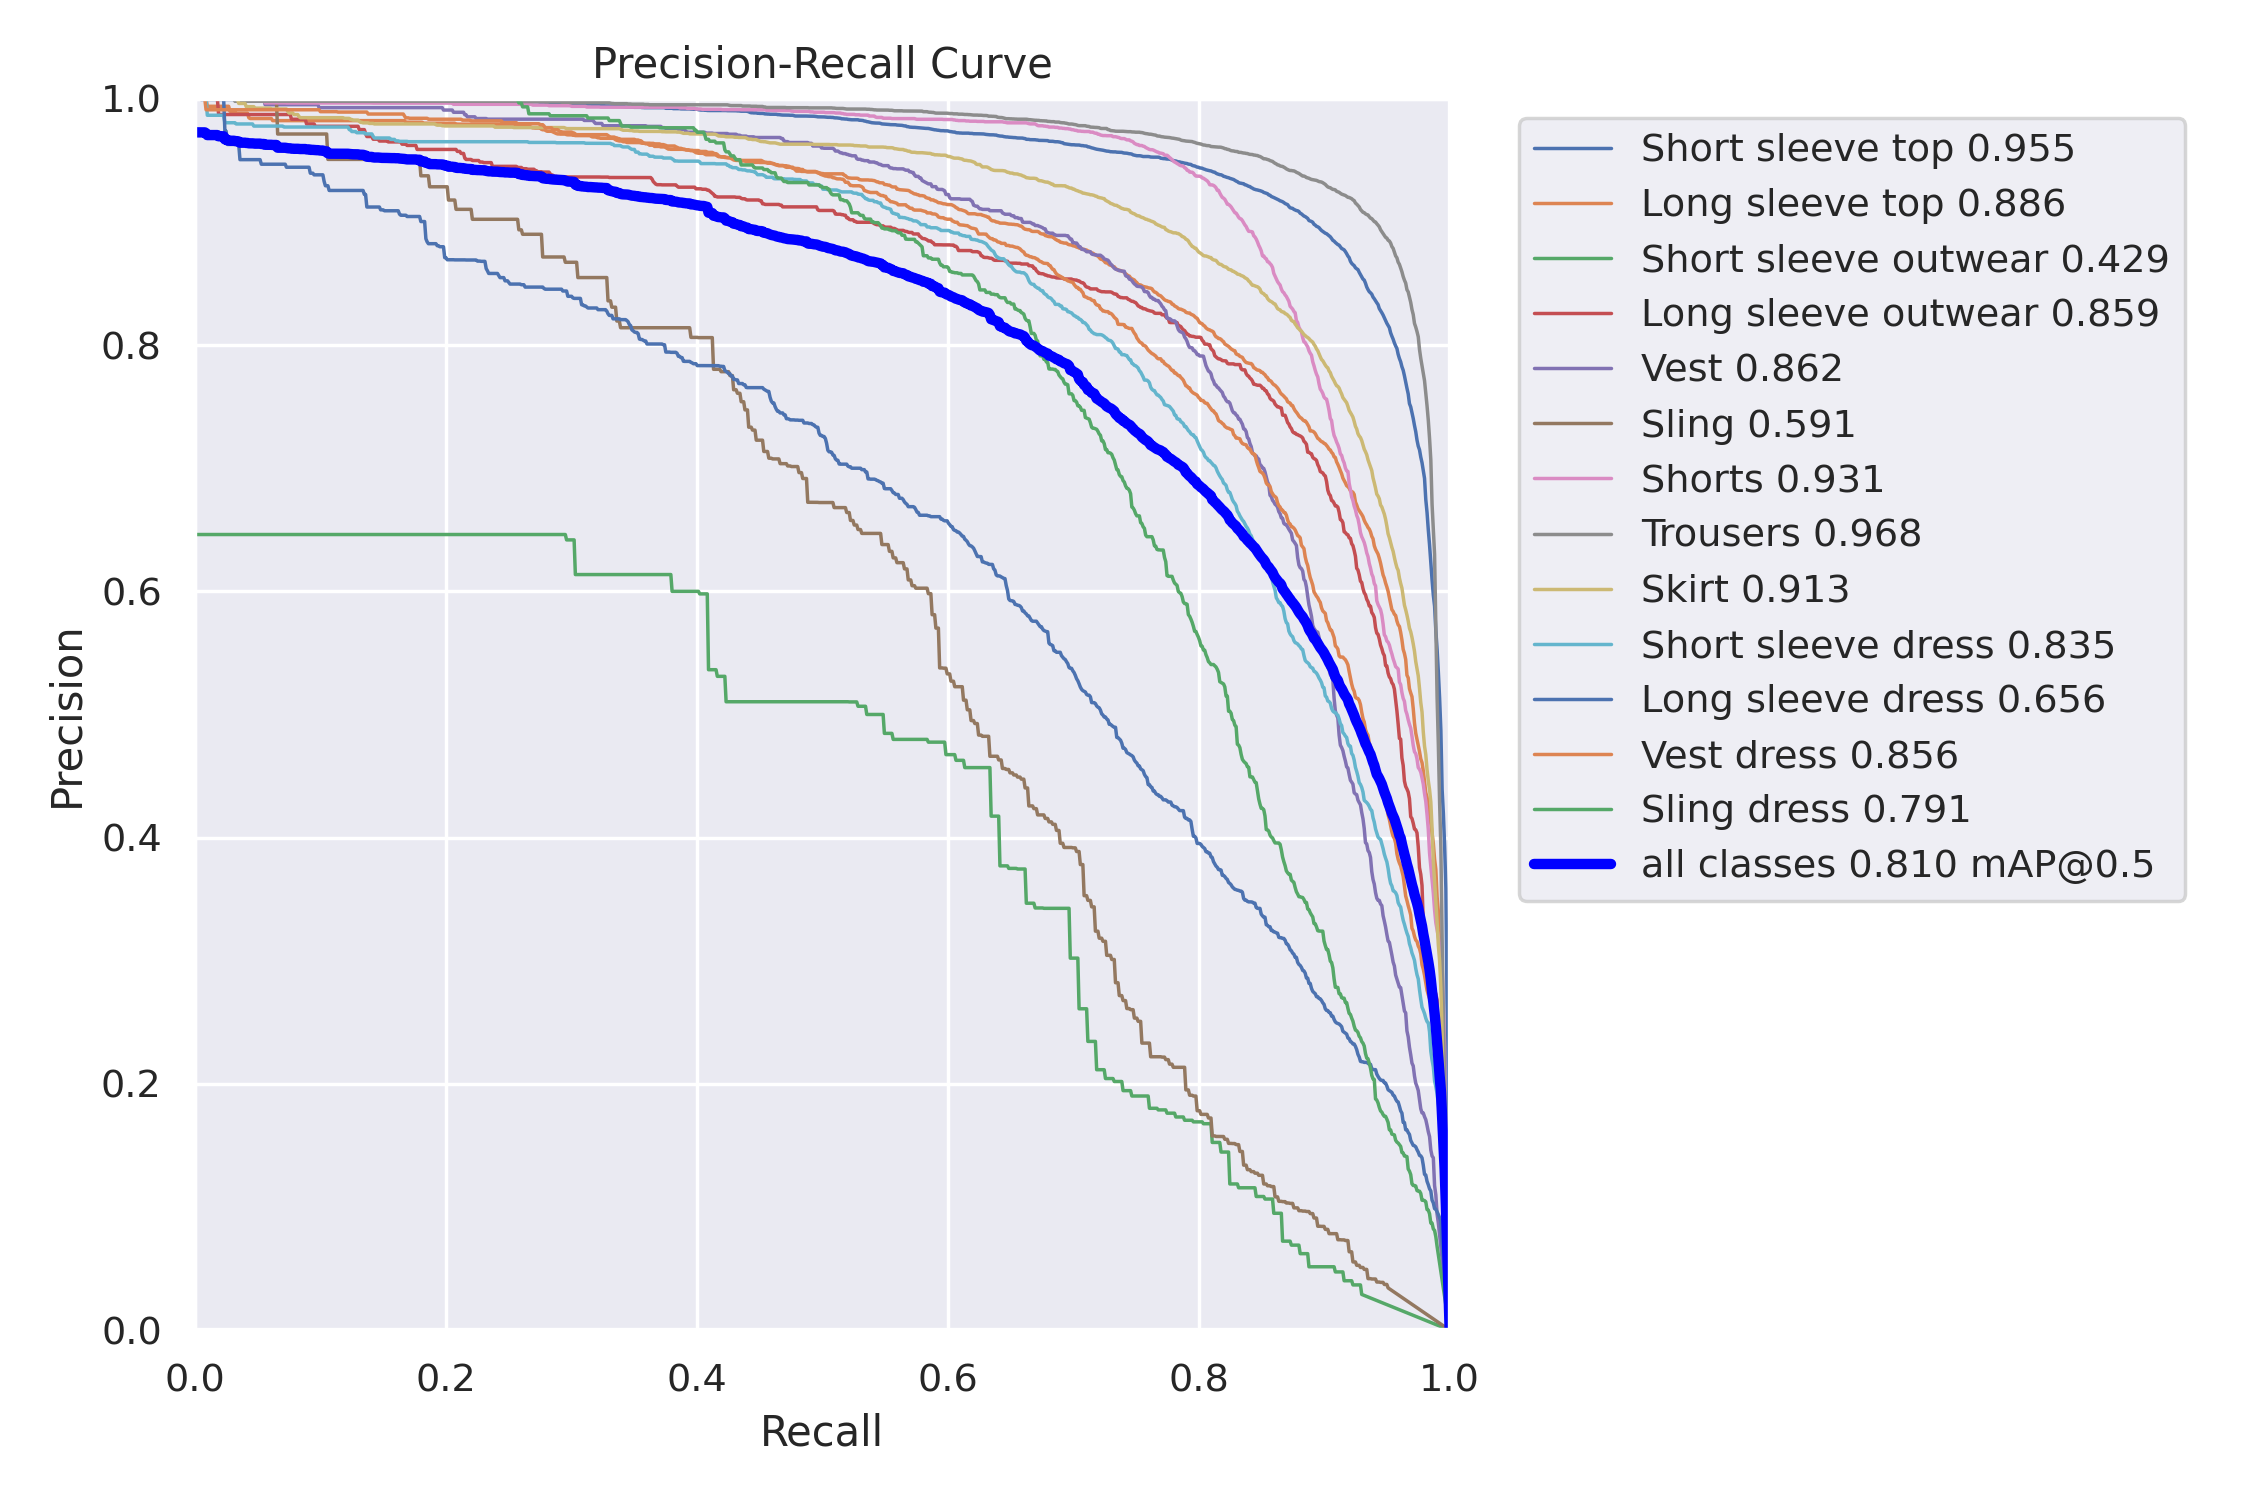 Precision-Recall Curve
1.0
0.8
0.6
0.4
0.2
0.0
Precision
0.0 0.2 0.4 0.6 0.8 1.0
Recall
Short sleeve top 0.955
Long sleeve top 0.886
Short sleeve outwear 0.429
Long sleeve outwear 0.859
Vest 0.862
Sling 0.591
Shorts 0.931
Trousers 0.968
Skirt 0.913
Short sleeve dress 0.835
Long sleeve dress 0.656
Vest dress 0.856
Sling dress 0.791
all classes 0.810 mAP@0.5